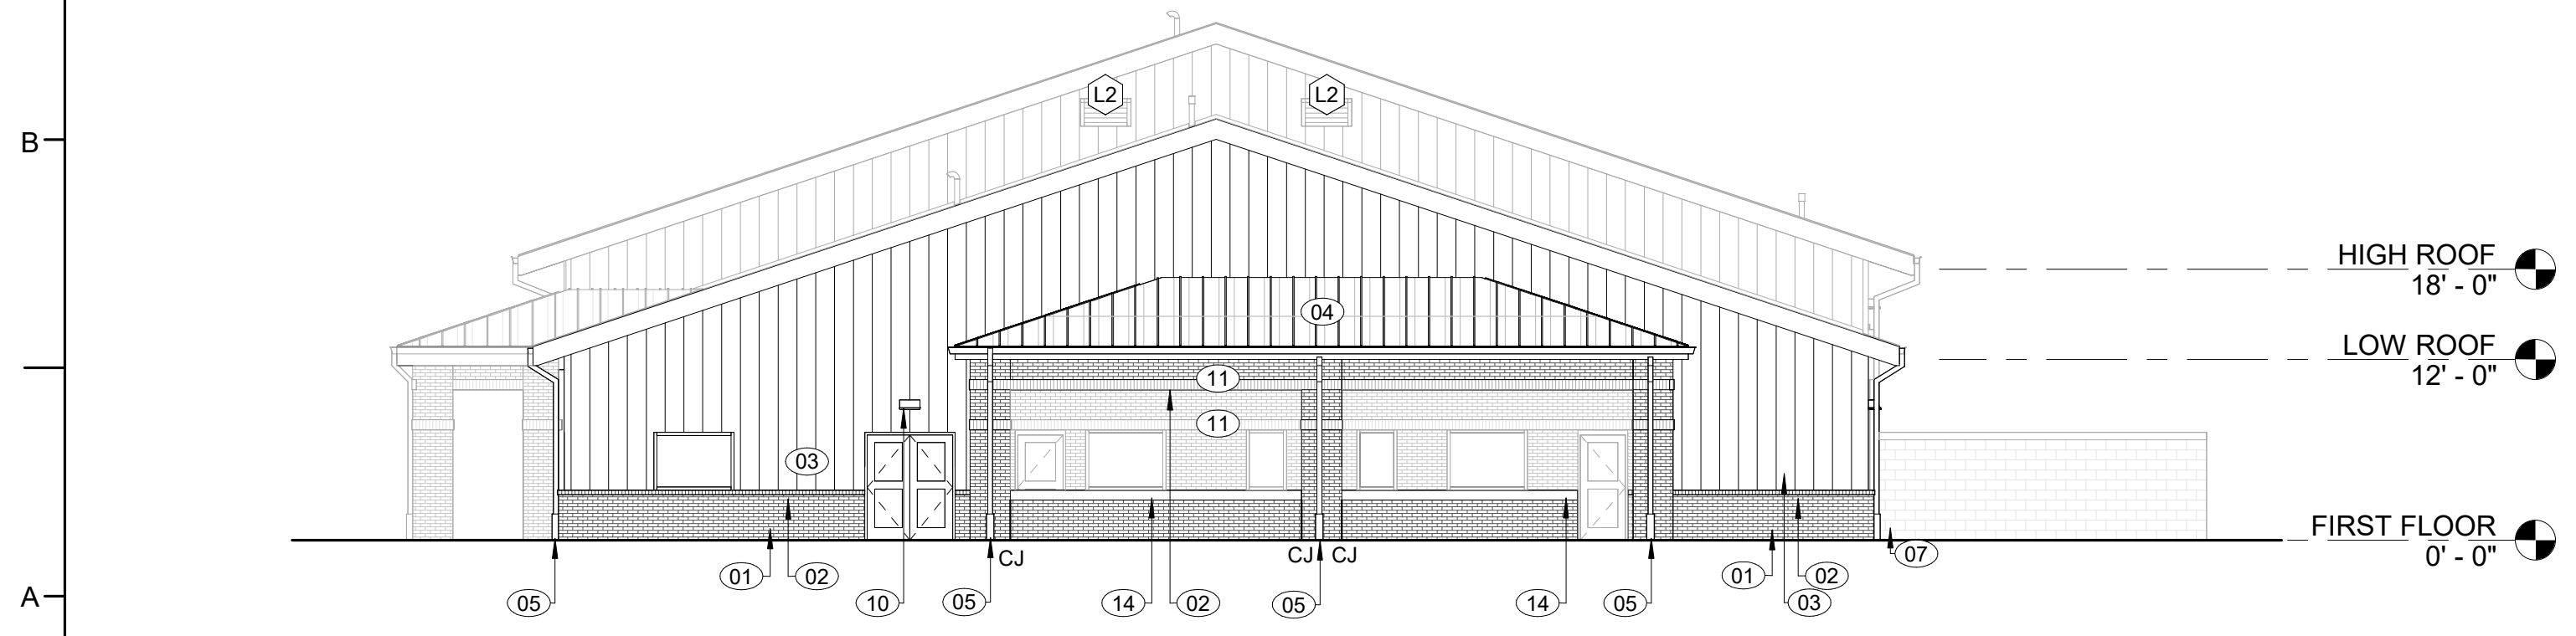 L2
L2
B
HIGH ROOF
18' - 0"
04
LOW ROOF
12' - 0"
11
11
03
FIRST FLOOR
0' - 0"
CJ
CJ
CJ
07
01
02
01
02
A
05
10
05
14
02
05
14
05
03